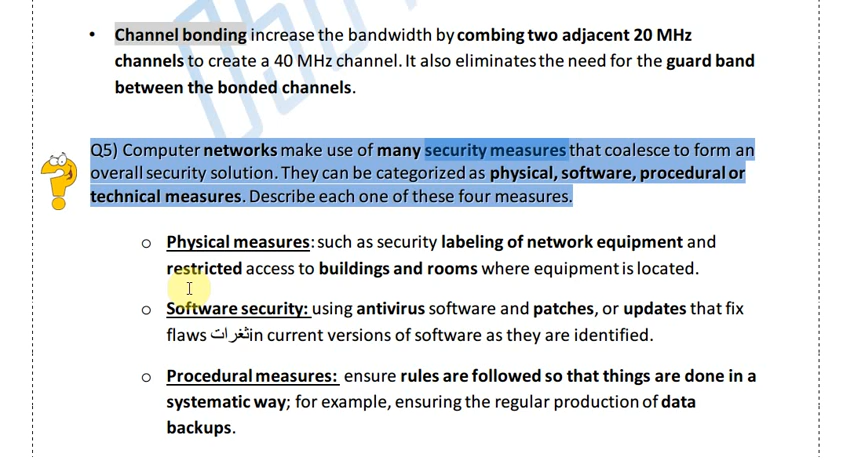 • Channel bonding increase the bandwidth by combing two adjacent 20 MHz
channels to create a 40 MHz channel. It also eliminates the need for the guard band
between the bonded channels.
Q5) Computer networks make use of many security measures that coalesce to form an
overall security solution. They can be categorized as physical, software, procedural or
technical measures. Describe each one of these four measures.
o Physical measures: such as security labeling of network equipment and
restricted access to buildings and rooms where equipment is located.
o Software security: using antivirus software and patches, or updates that fix
flaws ثغرات in current versions of software as they are identified.
o Procedural measures: ensure rules are followed so that things are done in a
systematic way; for example, ensuring the regular production of data
backups.